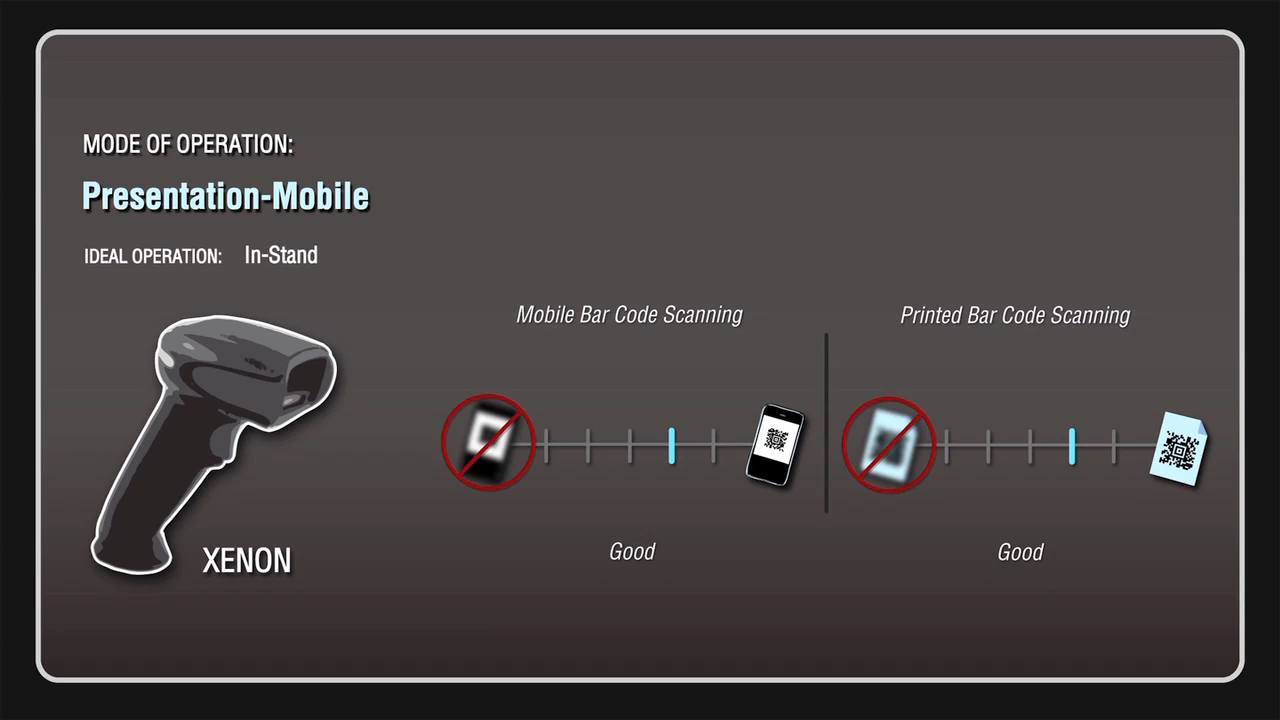 MODE OF OPERATION:
Presentation-Mobile
IDEAL OPERATION: In-Stand
Mobile Bar Code Scanning
Printed Bar Code Scanning
XENON
Good
Good